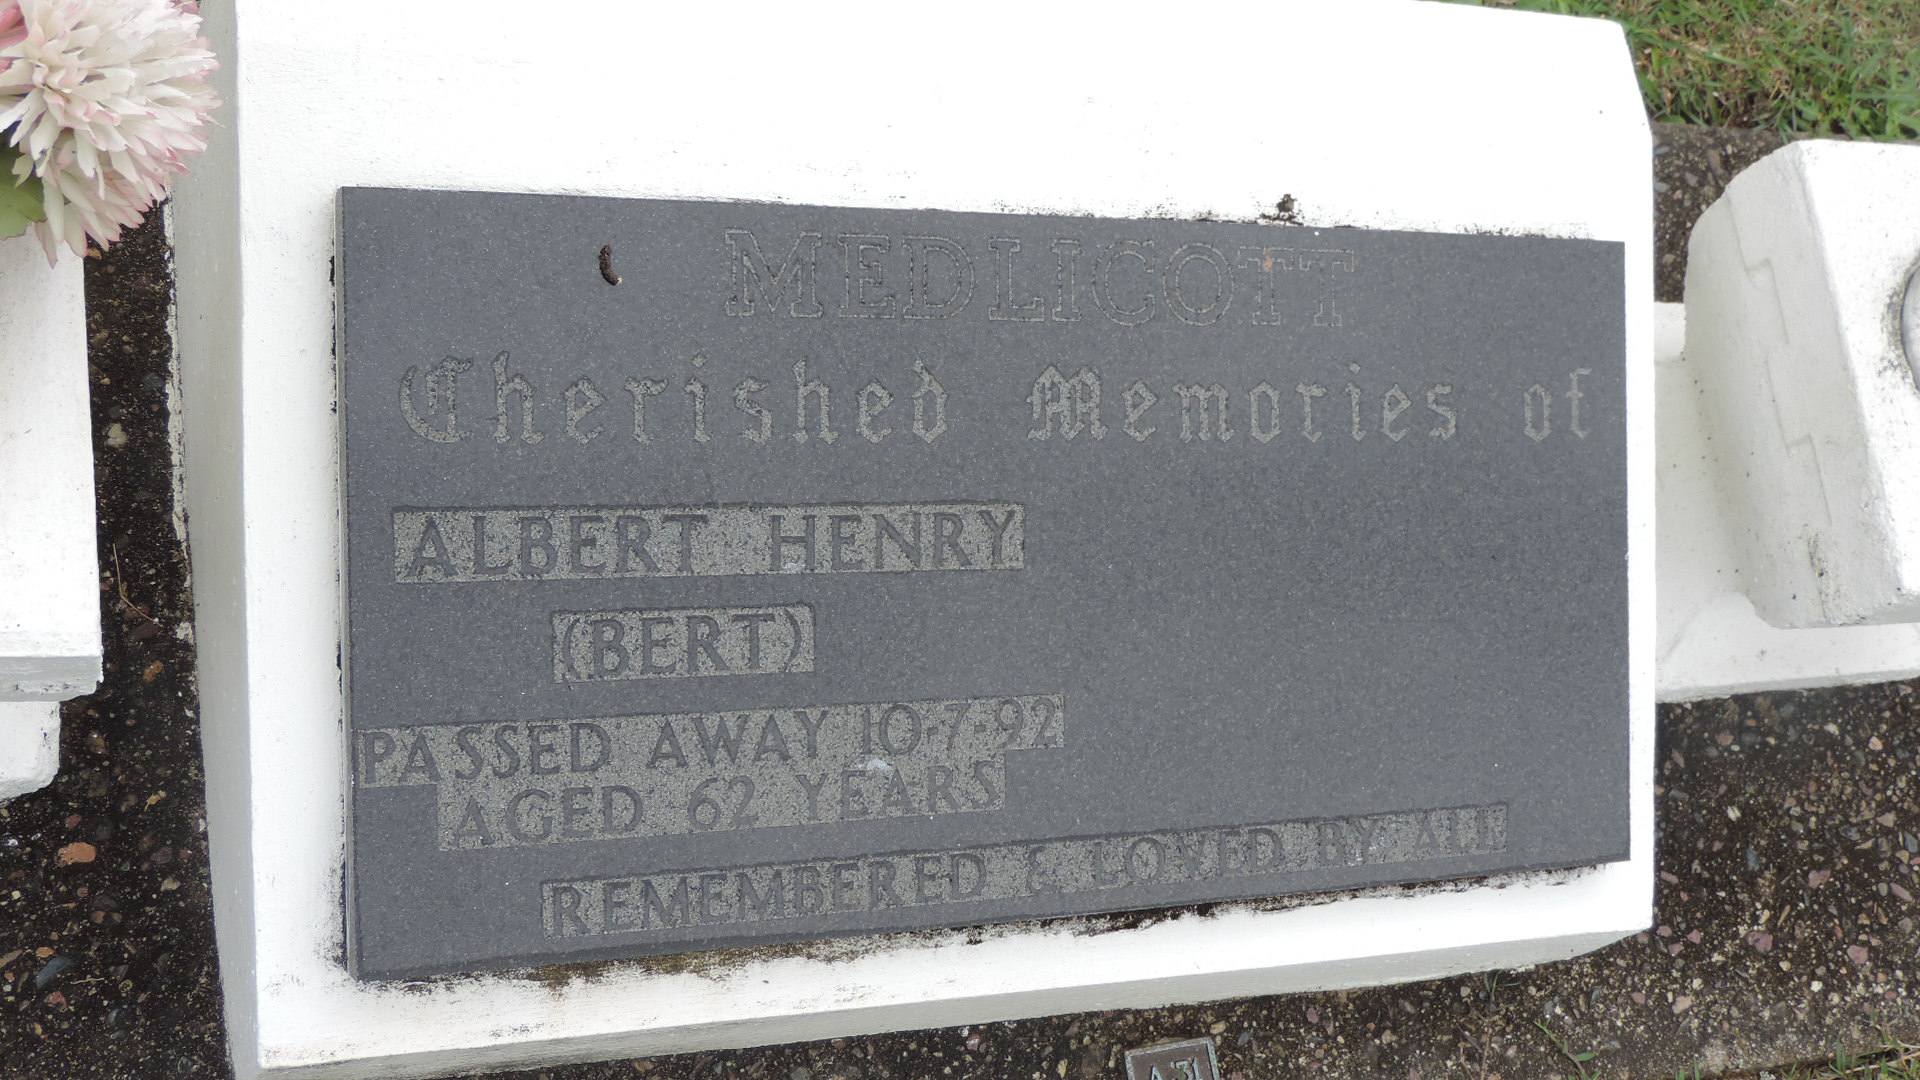 MEDLICOTT
Cherished Memories of
ALBERT HENRY
(BERT)
PASSED AWAY 10-7-92
AGED 62 YEARS
REMEMBERED & LOVED BY ALL
A 31